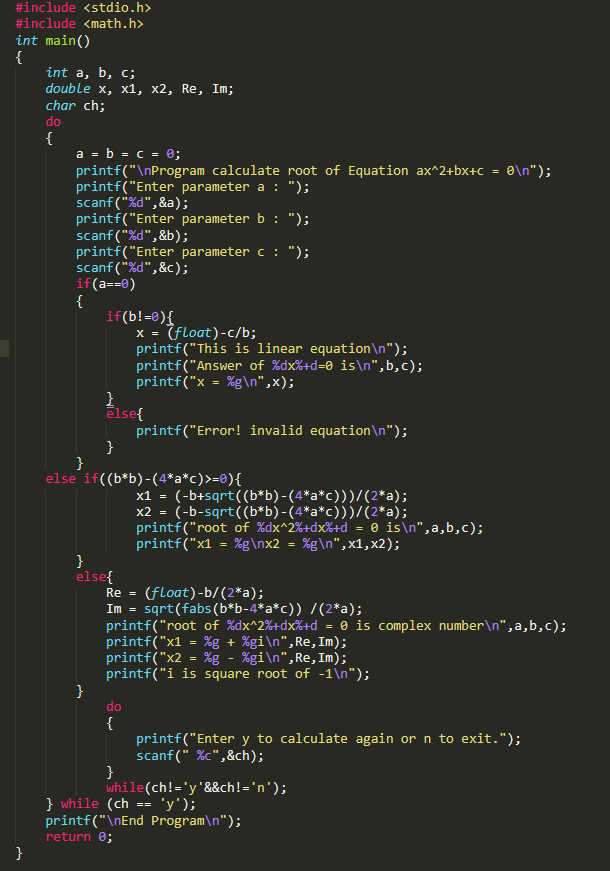 #include <stdio.h>
#include <math.h>
int main()
{
    int a, b, c;
    double x, x1, x2, Re, Im;
    char ch;
    do
    {
        a = b = c = 0;
        printf("\nProgram calculate root of Equation ax^2+bx+c = 0\n");
        printf("Enter parameter a : ");
        scanf("%d",&a);
        printf("Enter parameter b : ");
        scanf("%d",&b);
        printf("Enter parameter c : ");
        scanf("%d",&c);
        if(a==0)
        {
            if(b!=0){
                x = (float)-c/b;
                printf("This is linear equation\n");
                printf("Answer of %dx%+d=0 is\n",b,c);
                printf("x = %g\n",x);
            }
            else{
                printf("Error! invalid equation\n");
            }
        }
    else if((b*b)-(4*a*c)>=0){
                x1 = (-b+sqrt((b*b)-(4*a*c)))/(2*a);
                x2 = (-b-sqrt((b*b)-(4*a*c)))/(2*a);
                printf("root of %dx^2%+dx%+d = 0 is\n",a,b,c);
                printf("x1 = %g\nx2 = %g\n",x1,x2);
        }
        else{
            Re = (float)-b/(2*a);
            Im = sqrt(fabs(b*b-4*a*c)) /(2*a);
            printf("root of %dx^2%+dx%+d = 0 is complex number\n",a,b,c);
            printf("x1 = %g + %gi\n",Re,Im);
            printf("x2 = %g - %gi\n",Re,Im);
            printf("i is square root of -1\n");
        }
            do
            {
                printf("Enter y to calculate again or n to exit.");
                scanf(" %c",&ch);
            }
            while(ch!='y'&&ch!='n');
    } while (ch == 'y');
    printf("\nEnd Program\n");
    return 0;
}